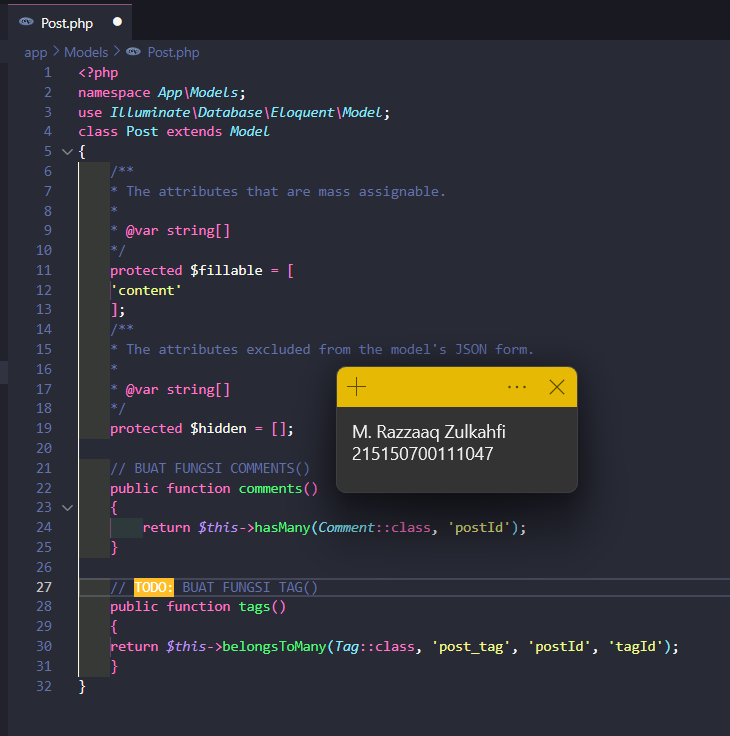 Post.php
app > Models > Post.php
1 <?php
2 namespace App\Models;
3 use Illuminate\Database\Eloquent\Model;
4 class Post extends Model
5 {
6 /**
7 * The attributes that are mass assignable.
8 *
9 * @var string[]
10 */
11 protected $fillable = [
12 'content'
13 ];
14 /**
15 * The attributes excluded from the model's JSON form.
16 *
17 * @var string[]
18 */
19 protected $hidden = [];
20
21 // BUAT FUNGSI COMMENTS()
22 public function comments()
23 {
24 return $this->hasMany(Comment::class, 'postId');
25 }
26
27 // TODO: BUAT FUNGSI TAG()
28 public function tags()
29 {
30 return $this->belongsToMany(Tag::class, 'post_tag', 'postId', 'tagId');
31 }
32 }
M. Razzaaq Zulkahfi
215150700111047